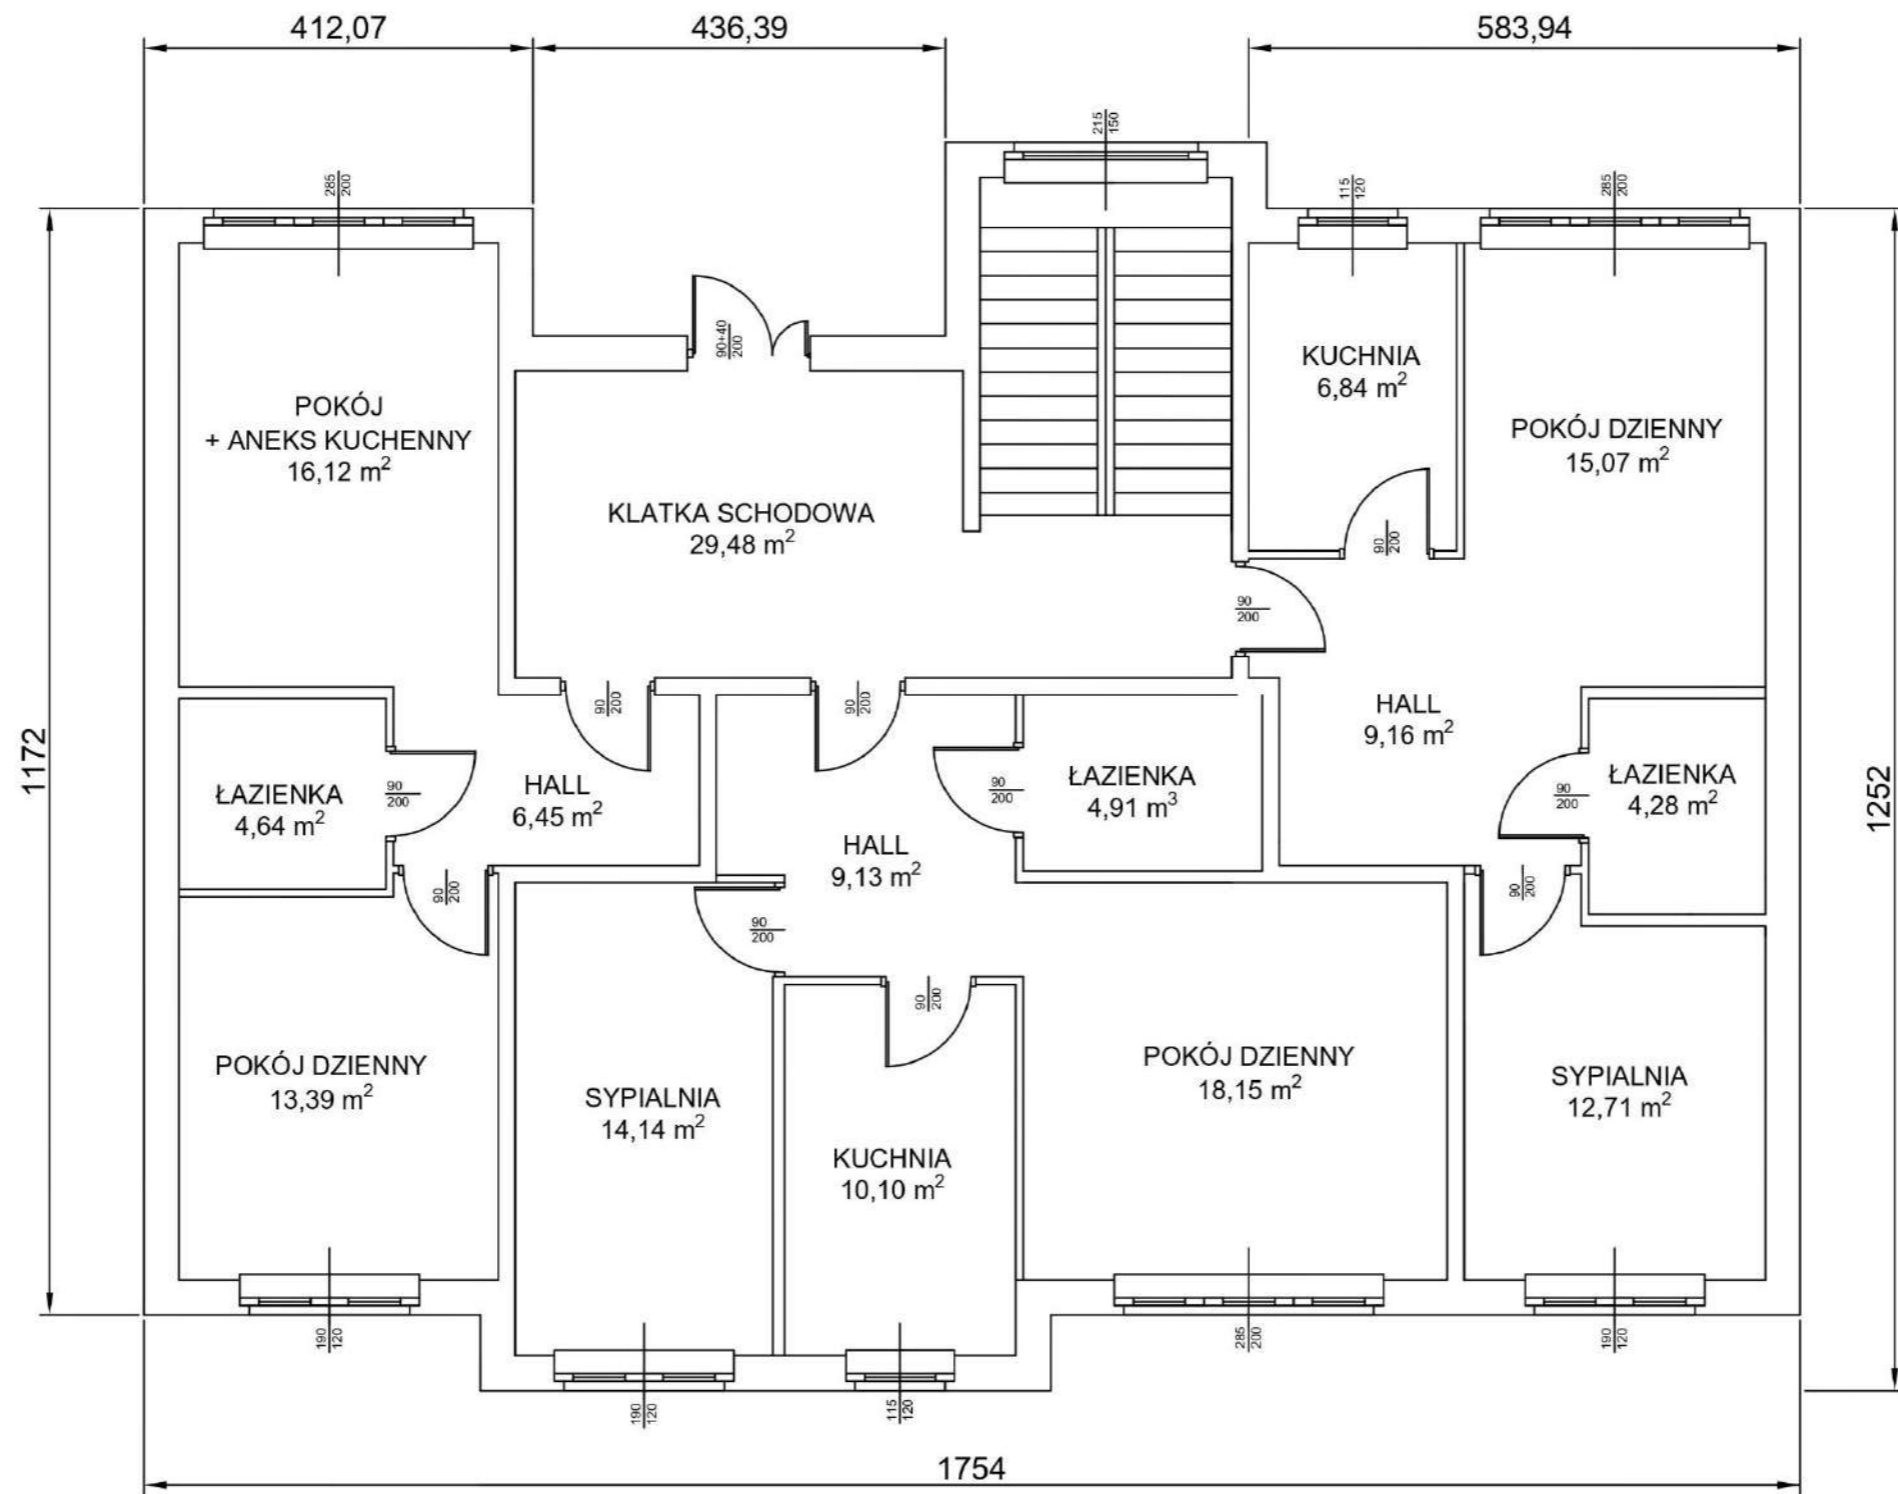 412,07
436,39
583,94
215
150
285
200
115
120
285
200
90+40
200
KUCHNIA
6,84 m²
POKÓJ
+ ANEKS KUCHENNY
16,12 m²
POKÓJ DZIENNY
15,07 m²
KLATKA SCHODOWA
29,48 m²
90
200
90
200
90
200
90
200
HALL
9,16 m²
1172
1252
ŁAZIENKA
4,64 m²
90
200
HALL
6,45 m²
90
200
ŁAZIENKA
4,91 m³
90
200
ŁAZIENKA
4,28 m²
HALL
9,13 m²
90
200
90
200
90
200
90
200
POKÓJ DZIENNY
13,39 m²
SYPIALNIA
14,14 m²
KUCHNIA
10,10 m²
POKÓJ DZIENNY
18,15 m²
SYPIALNIA
12,71 m²
190
120
285
200
190
120
190
120
115
120
1754